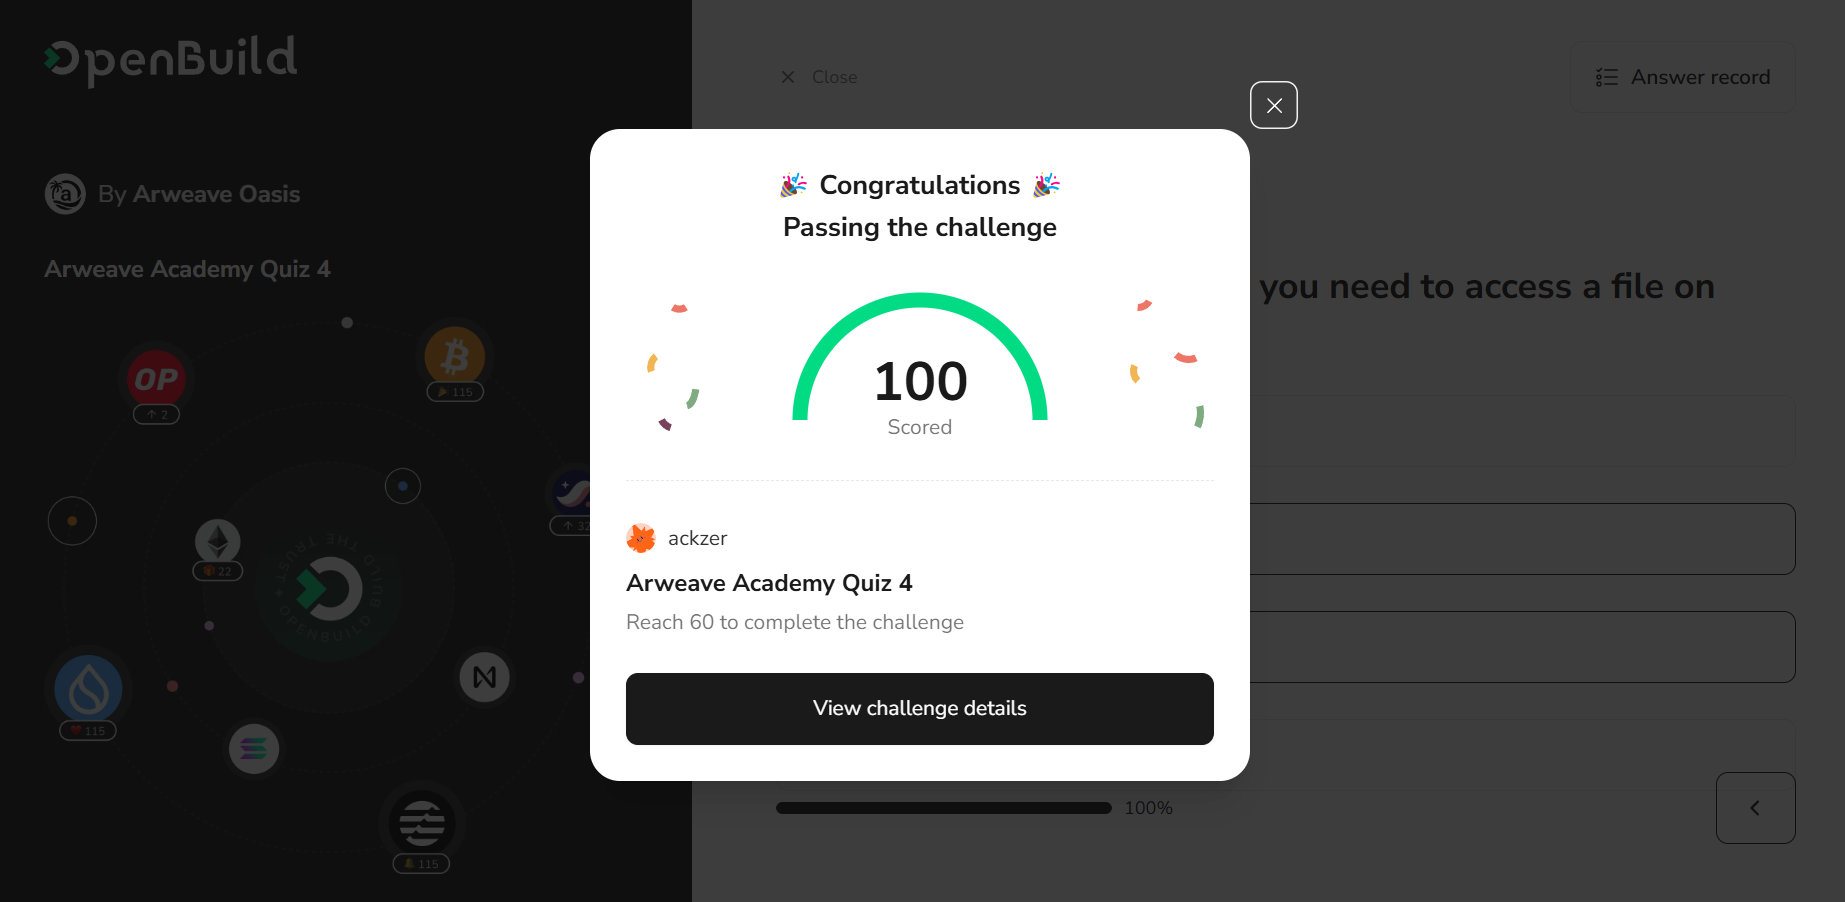 OpenBuild
By Arweave Oasis
Arweave Academy Quiz 4
OP
↑ 2
115
22
↑ 32
115
115
BUILD THE TRUST + OPENBUILD
Close
Answer record
you need to access a file on
Congratulations
Passing the challenge
100
Scored
ackzer
Arweave Academy Quiz 4
Reach 60 to complete the challenge
View challenge details
100%